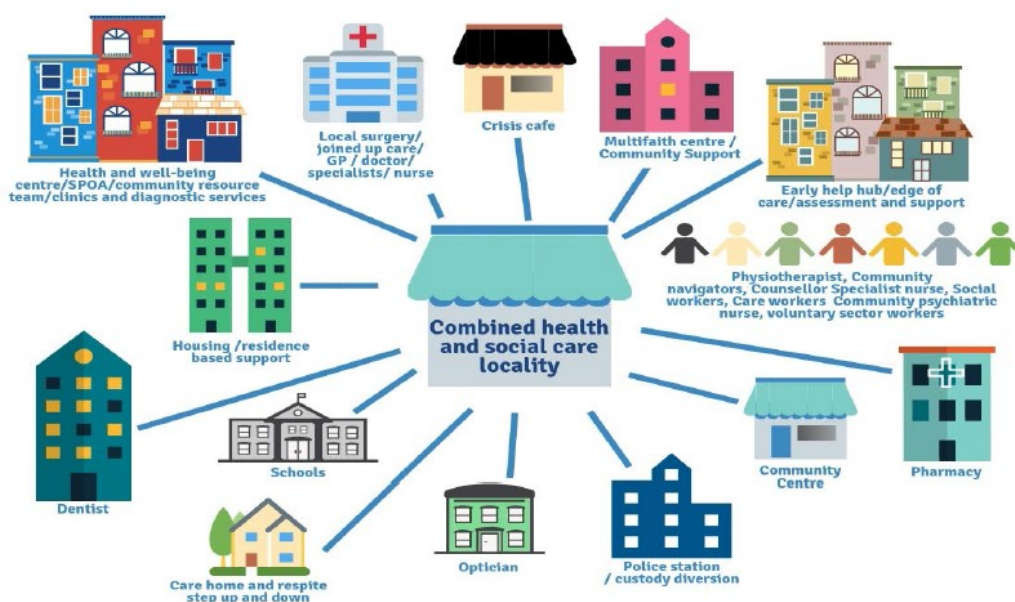 Health and well-being
centre/SPOA/community resource
team/clinics and diagnostic services
Local surgery/
joined up care/
GP / doctor/
specialists/ nurse
Crisis cafe
Multifaith centre /
Community Support
Early help hub/edge of
care/assessment and support
Physiotherapist, Community
navigators, Counsellor Specialist nurse, Social
workers, Care workers Community psychiatric
nurse, voluntary sector workers
Housing /residence
based support
Combined health
and social care
locality
Dentist
Schools
Care home and respite
step up and down
Optician
Police station
/ custody diversion
Community
Centre
Pharmacy